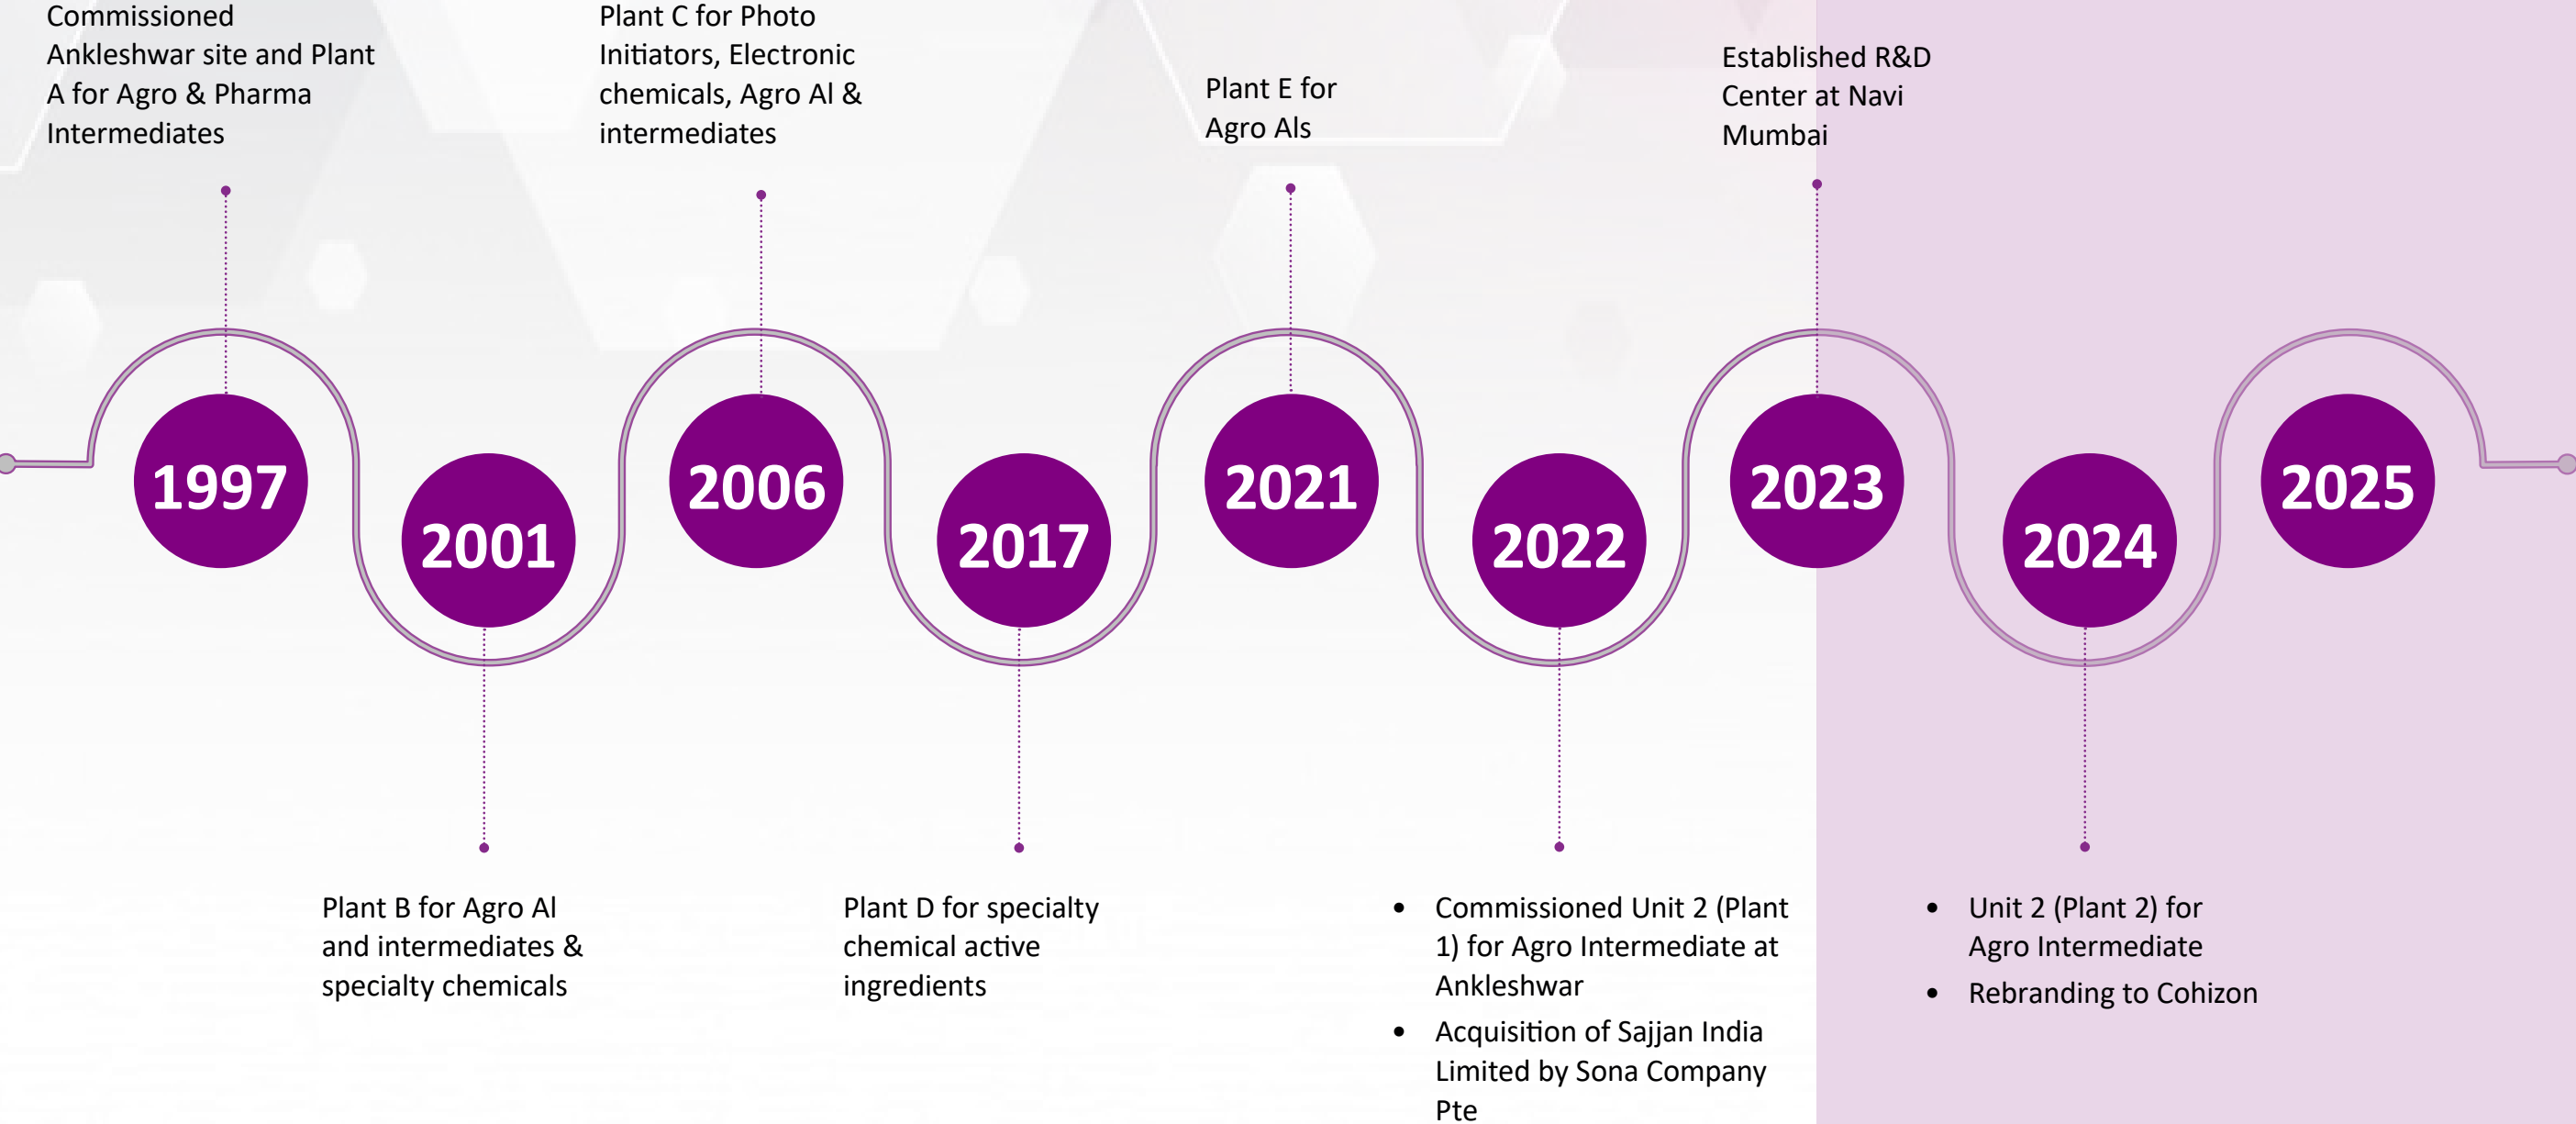 Commissioned
Ankleshwar site and Plant
A for Agro & Pharma
Intermediates
Plant C for Photo
Initiators, Electronic
chemicals, Agro Al &
intermediates
Plant E for
Agro Als
Established R&D
Center at Navi
Mumbai
1997
2001
2006
2017
2021
2022
2023
2024
2025
Plant B for Agro Al
and intermediates &
specialty chemicals
Plant D for specialty
chemical active
ingredients
• Commissioned Unit 2 (Plant
1) for Agro Intermediate at
Ankleshwar
• Acquisition of Sajjan India
Limited by Sona Company
Pte
• Unit 2 (Plant 2) for
Agro Intermediate
• Rebranding to Cohizon